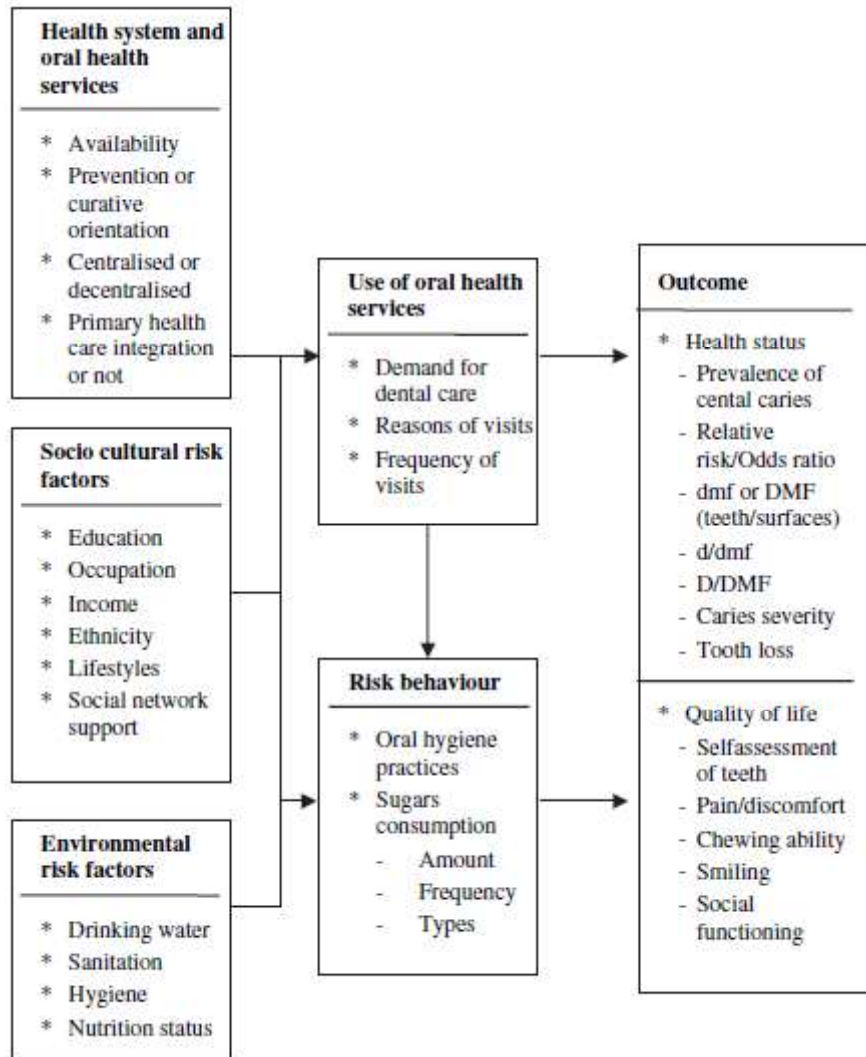 Health system and
oral health
services
* Availability
* Prevention or
curative
orientation
* Centralised or
decentralised
* Primary health
care integration
or not
Socio cultural risk
factors
* Education
* Occupation
* Income
* Ethnicity
* Lifestyles
* Social network
support
Environmental
risk factors
* Drinking water
* Sanitation
* Hygiene
* Nutrition status
Use of oral health
services
* Demand for
dental care
* Reasons of visits
* Frequency of
visits
Risk behaviour
* Oral hygiene
practices
* Sugars
consumption
- Amount
- Frequency
- Types
Outcome
* Health status
- Prevalence of
cental caries
- Relative
risk/Odds ratio
- dmf or DMF
(teeth/surfaces)
- d/dmf
- D/DMF
- Caries severity
- Tooth loss
* Quality of life
- Selfassessment
of teeth
- Pain/discomfort
- Chewing ability
- Smiling
- Social
functioning